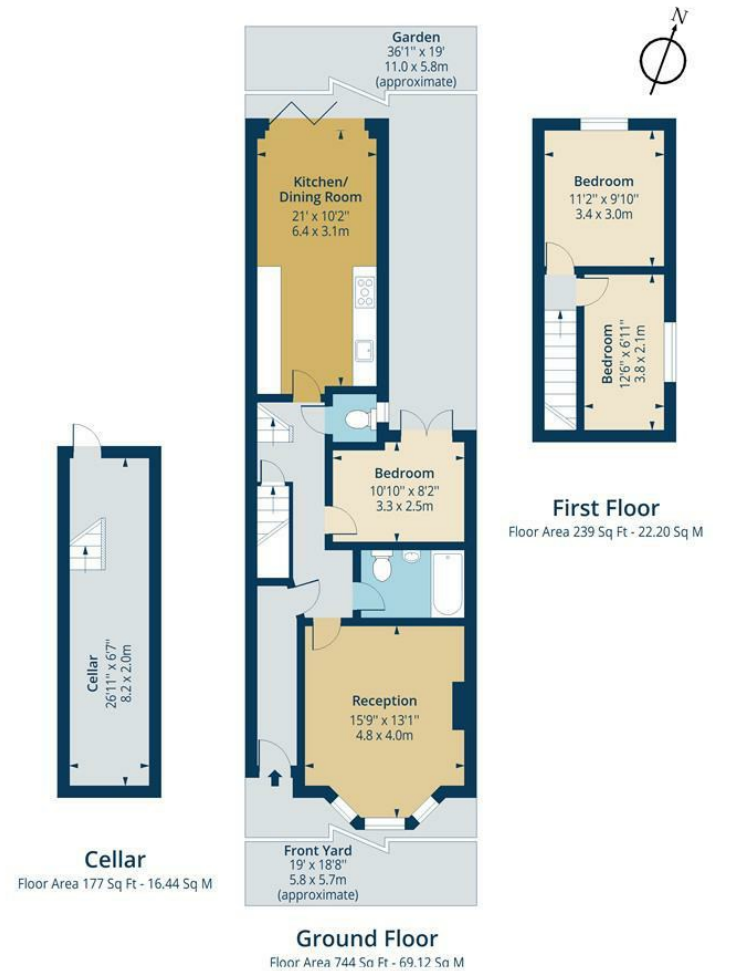 N
Garden
36'1" x 19'
11.0 x 5.8m
(approximate)
Kitchen/
Dining Room
21' x 10'2"
6.4 x 3.1m
Bedroom
10'10" x 8'2"
3.3 x 2.5m
Reception
15'9" x 13'1"
4.8 x 4.0m
Front Yard
19' x 18'8"
5.8 x 5.7m
(approximate)
Ground Floor
Floor Area 744 Sq Ft - 69.12 Sq M
Bedroom
11'2" x 9'10"
3.4 x 3.0m
Bedroom
12'6" x 6'11"
3.8 x 2.1m
First Floor
Floor Area 239 Sq Ft - 22.20 Sq M
Cellar
26'11" x 6'7"
8.2 x 2.0m
Cellar
Floor Area 177 Sq Ft - 16.44 Sq M